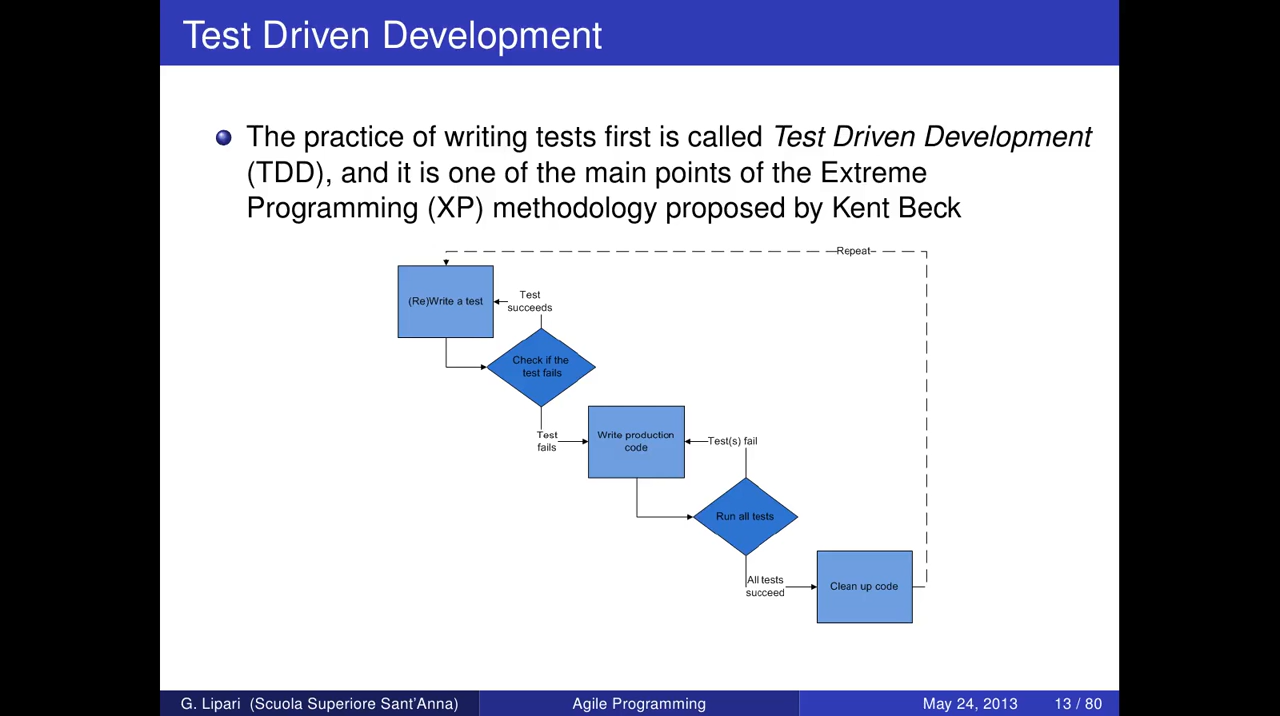 Test Driven Development
The practice of writing tests first is called Test Driven Development
(TDD), and it is one of the main points of the Extreme
Programming (XP) methodology proposed by Kent Beck
Repeat
(Re)Write a test
Test
succeeds
Check if the
test fails
Test
fails
Write production
code
Test(s) fail
Run all tests
All tests
succeed
Clean up code
G. Lipari (Scuola Superiore Sant'Anna)
Agile Programming
May 24, 2013
13 / 80